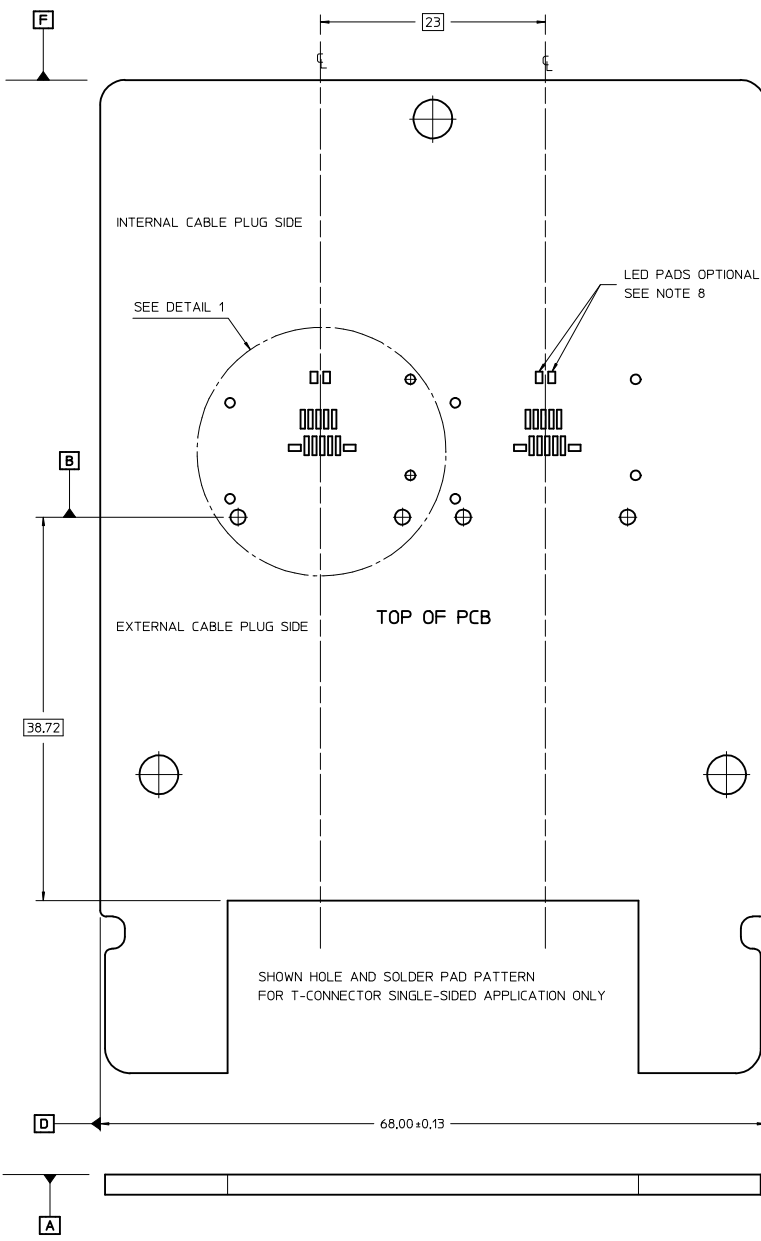 F
23
℄
℄
INTERNAL CABLE PLUG SIDE
LED PADS OPTIONAL
SEE NOTE 8
SEE DETAIL 1
B
TOP OF PCB
EXTERNAL CABLE PLUG SIDE
38.72
SHOWN HOLE AND SOLDER PAD PATTERN
FOR T-CONNECTOR SINGLE-SIDED APPLICATION ONLY
D
68.00±0.13
A